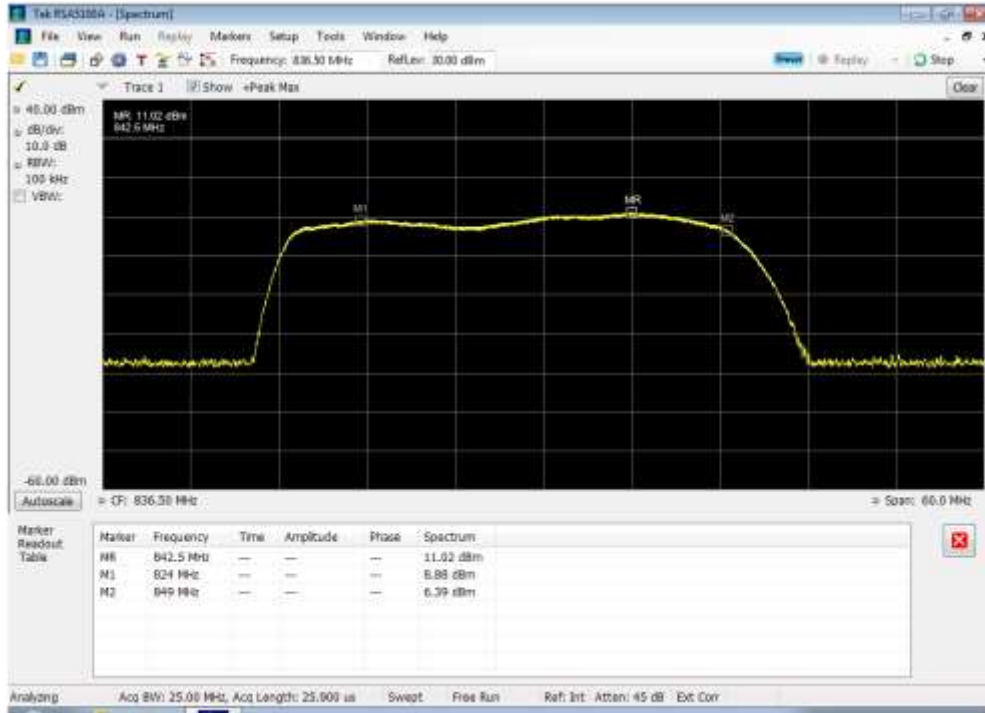 Tek RSA5100A - [Spectrum]
File View Run Replay Markers Setup Tools Window Help
Frequency: 836.50 MHz RefLev: 30.00 dBm Preset Replay Stop
Trace 1 Show +Peak Max Clear
40.00 dBm
dB/div:
10.0 dB
RBW:
100 kHz
VBW:
MR: 11.02 dBm
842.5 MHz
M1
MR
M2
-60.00 dBm
Autoscale CF: 836.50 MHz Span: 60.0 MHz
Marker Readout Table
Marker Frequency Time Amplitude Phase Spectrum
MR 842.5 MHz --- --- --- 11.02 dBm
M1 824 MHz --- --- --- 8.88 dBm
M2 849 MHz --- --- --- 6.39 dBm
Analyzing Acq BW: 25.00 MHz, Acq Length: 25.900 us Swept Free Run Ref: Int Atten: 45 dB Ext Corr